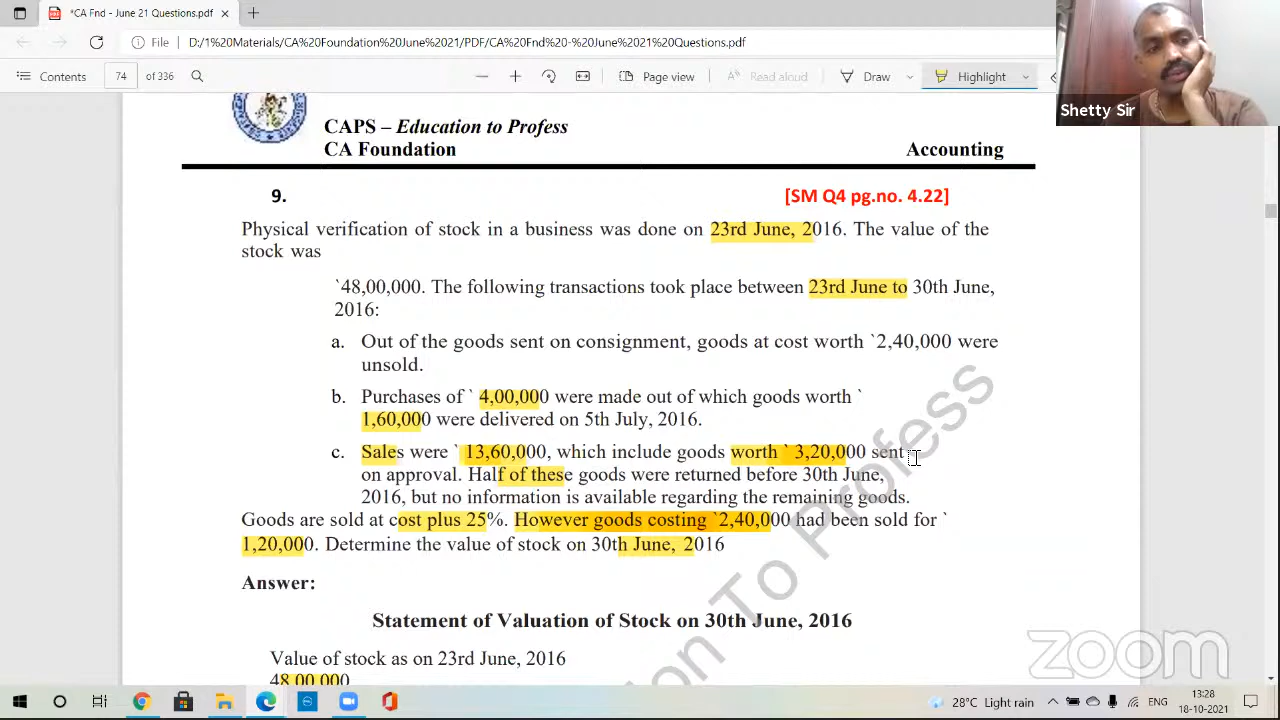 *CA Fnd - June 21 Questions.pdf
File D:/1%20Materials/CA%20Foundation%20June%2021/PDF/CA%20Fnd%20-%20June%2021%20Questions.pdf
Contents 74 of 336 Page view Read aloud Draw Highlight
Shetty Sir
CAPS – Education to Profess
CA Foundation Accounting
9. [SM Q4 pg.no. 4.22]
Physical verification of stock in a business was done on 23rd June, 2016. The value of the
stock was
`48,00,000. The following transactions took place between 23rd June to 30th June,
2016:
a. Out of the goods sent on consignment, goods at cost worth `2,40,000 were
unsold.
b. Purchases of ` 4,00,000 were made out of which goods worth `
1,60,000 were delivered on 5th July, 2016.
c. Sales were ` 13,60,000, which include goods worth ` 3,20,000 sent
on approval. Half of these goods were returned before 30th June,
2016, but no information is available regarding the remaining goods.
Goods are sold at cost plus 25%. However goods costing `2,40,000 had been sold for `
1,20,000. Determine the value of stock on 30th June, 2016
Answer:
Statement of Valuation of Stock on 30th June, 2016
Value of stock as on 23rd June, 2016
48,00,000
ion To Profess
zoom
28°C Light rain ENG 13:28
18-10-2021